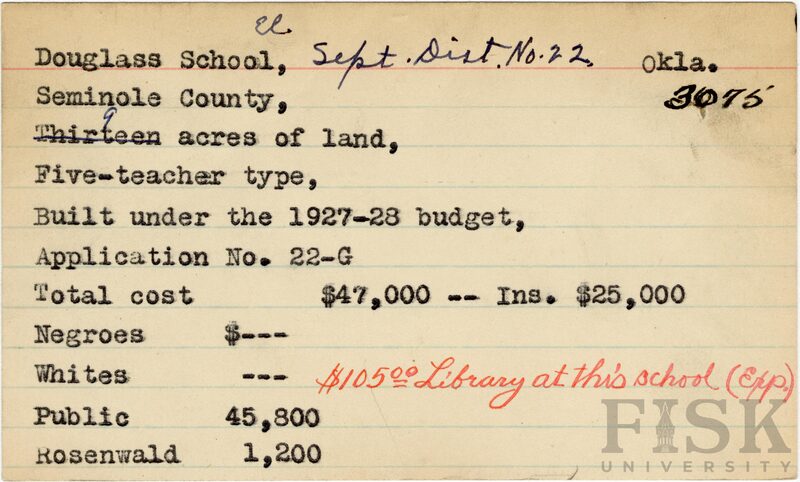 El.
Douglass School, Sept. Dist. No. 22, Okla.
Seminole County, 3075
9
Thirteen acres of land,
Five-teacher type,
Built under the 1927-28 budget,
Application No. 22-G
Total cost $47,000 -- Ins. $25,000
Negroes $---
Whites --- $105.00 Library at this school (Exp.)
Public 45,800
Rosenwald 1,200
FISK
UNIVERSITY